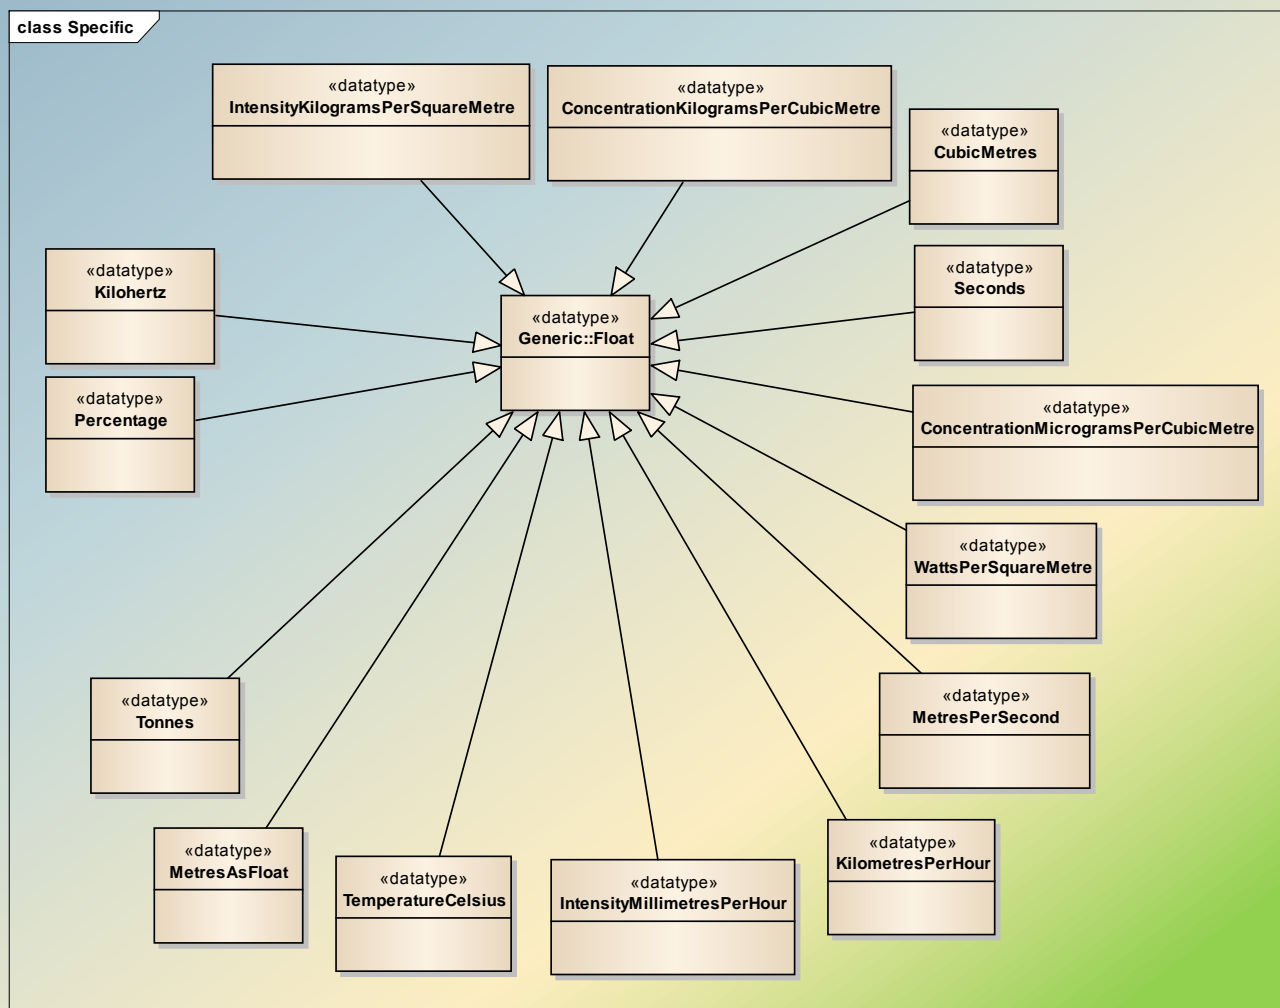 class Specific
«datatype»
IntensityKilogramsPerSquareMetre
«datatype»
ConcentrationKilogramsPerCubicMetre
«datatype»
CubicMetres
«datatype»
Kilohertz
«datatype»
Seconds
«datatype»
Generic::Float
«datatype»
Percentage
«datatype»
ConcentrationMicrogramsPerCubicMetre
«datatype»
WattsPerSquareMetre
«datatype»
Tonnes
«datatype»
MetresPerSecond
«datatype»
MetresAsFloat
«datatype»
TemperatureCelsius
«datatype»
IntensityMillimetresPerHour
«datatype»
KilometresPerHour